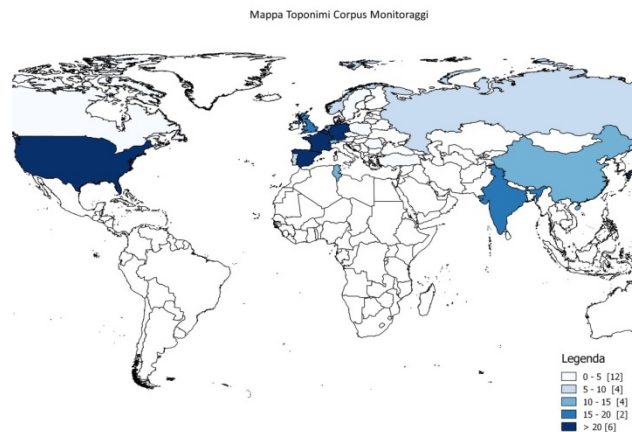 Mappa Toponimi Corpus Monitoraggi
Legenda
0 - 5 [12]
5 - 10 [4]
10 - 15 [4]
15 - 20 [2]
> 20 [6]